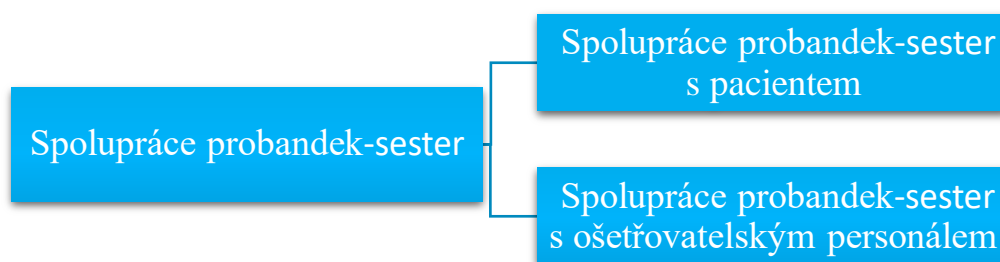 Spolupráce probandek-sester
Spolupráce probandek-sester
s pacientem
Spolupráce probandek-sester
s ošetřovatelským personálem